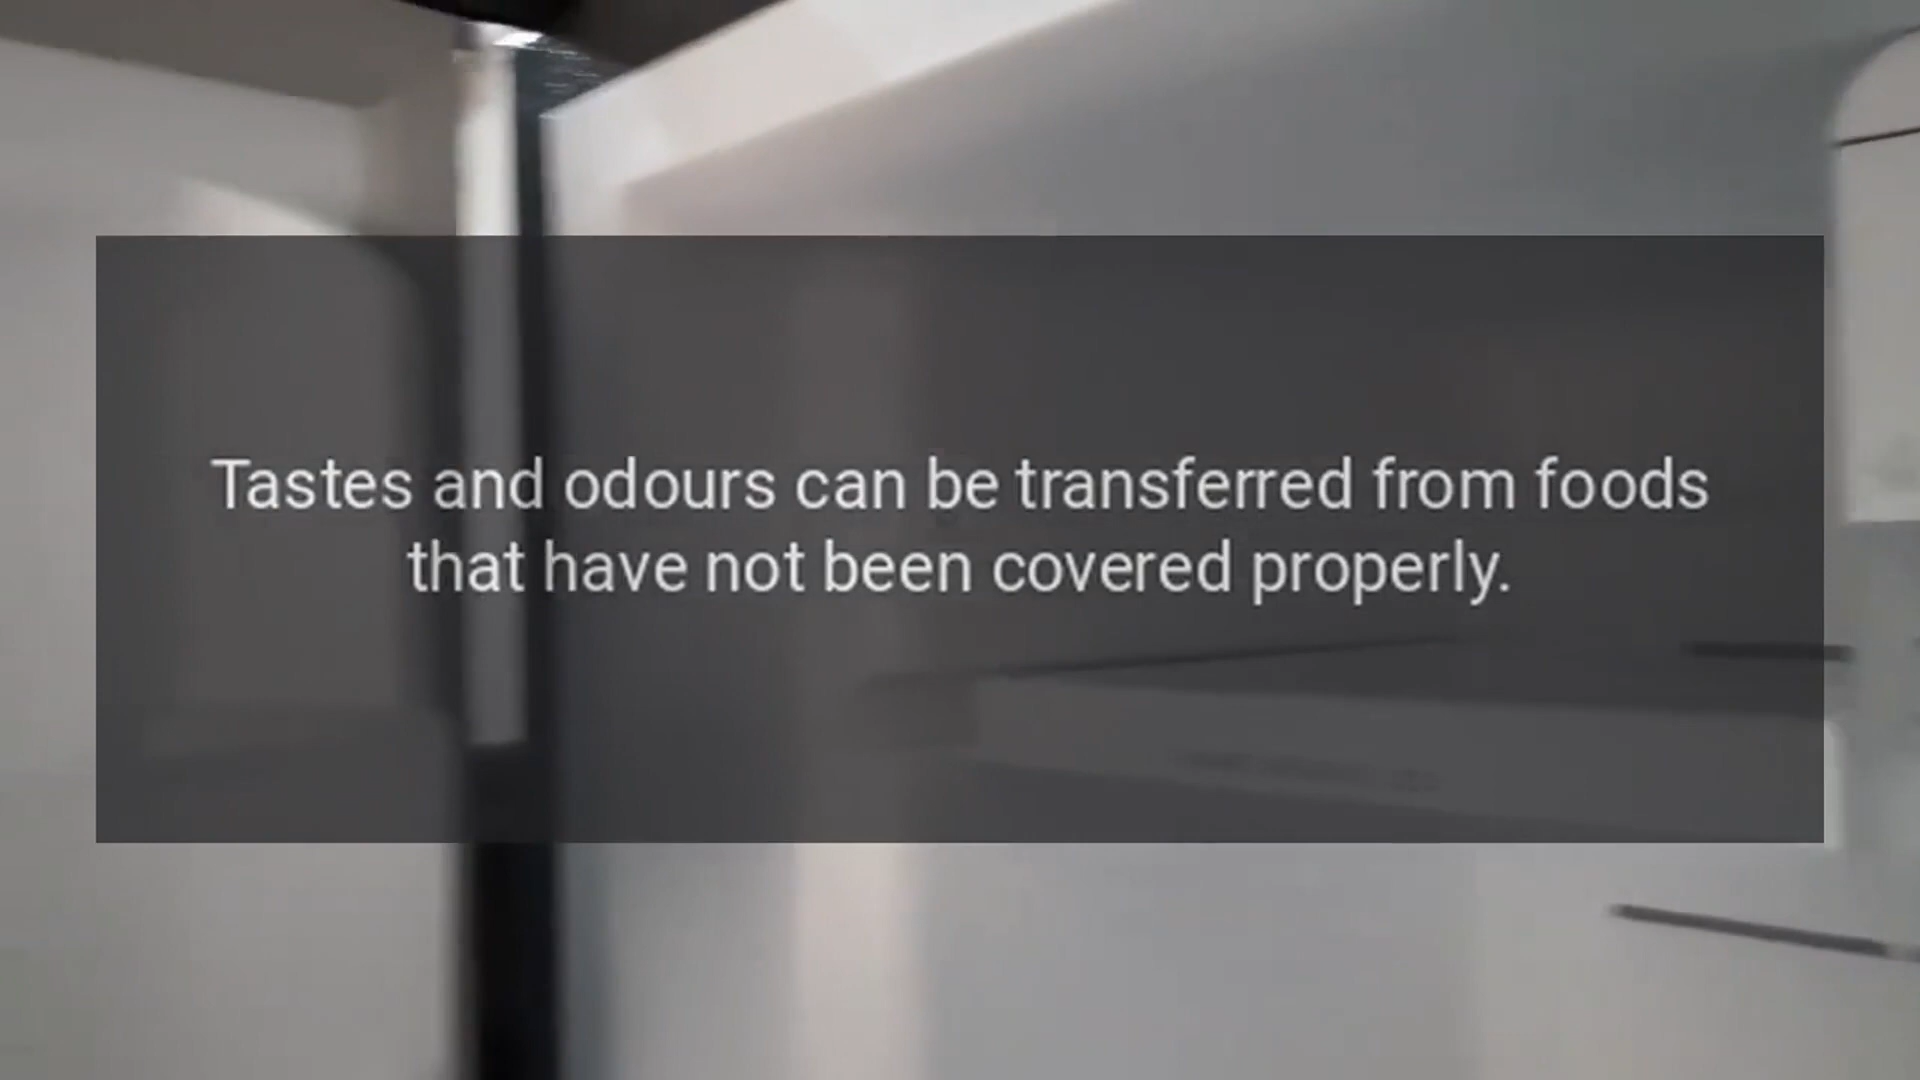 Tastes and odours can be transferred from foods
that have not been covered properly.